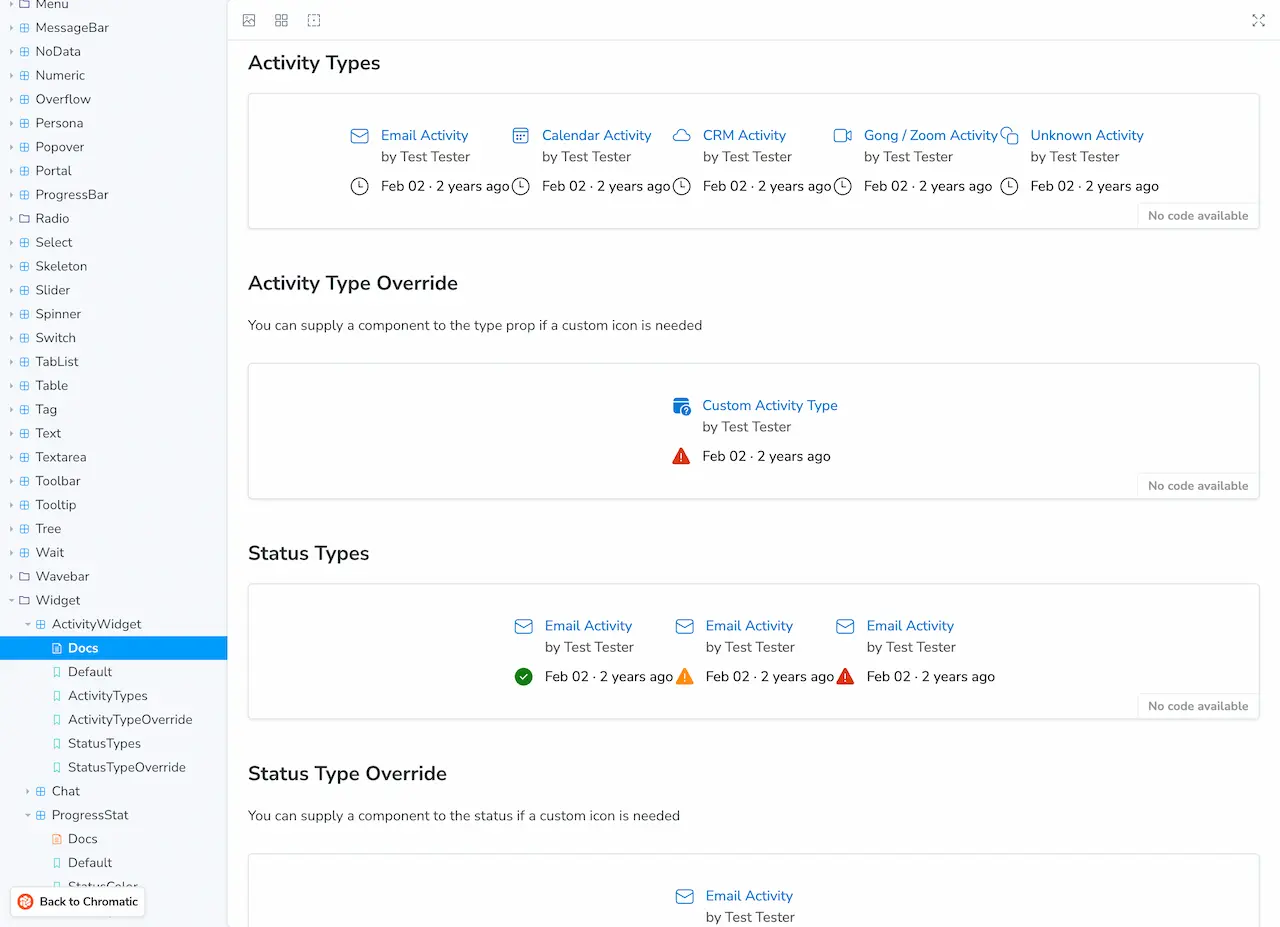 Menu
MessageBar
NoData
Numeric
Overflow
Persona
Popover
Portal
ProgressBar
Radio
Select
Skeleton
Slider
Spinner
Switch
TabList
Table
Tag
Text
Textarea
Toolbar
Tooltip
Tree
Wait
Wavebar
Widget
ActivityWidget
Docs
Default
ActivityTypes
ActivityTypeOverride
StatusTypes
StatusTypeOverride
Chat
ProgressStat
Docs
Default
StatusColor
Back to Chromatic
Activity Types
Email Activity Calendar Activity CRM Activity Gong / Zoom Activity Unknown Activity
by Test Tester by Test Tester by Test Tester by Test Tester by Test Tester
Feb 02 · 2 years ago Feb 02 · 2 years ago Feb 02 · 2 years ago Feb 02 · 2 years ago Feb 02 · 2 years ago
No code available
Activity Type Override
You can supply a component to the type prop if a custom icon is needed
Custom Activity Type
by Test Tester
Feb 02 · 2 years ago
No code available
Status Types
Email Activity Email Activity Email Activity
by Test Tester by Test Tester by Test Tester
Feb 02 · 2 years ago Feb 02 · 2 years ago Feb 02 · 2 years ago
No code available
Status Type Override
You can supply a component to the status if a custom icon is needed
Email Activity
by Test Tester